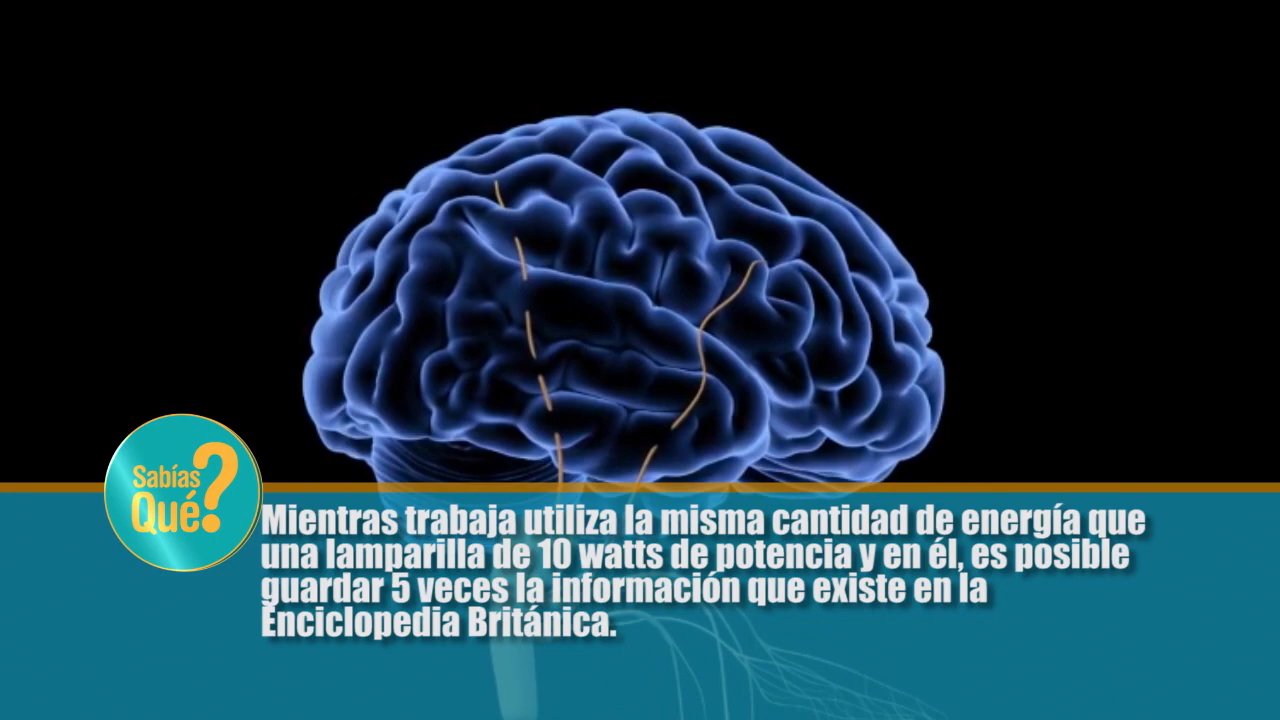 Sabías
Qué?
Mientras trabaja utiliza la misma cantidad de energía que
una lamparilla de 10 watts de potencia y en él, es posible
guardar 5 veces la información que existe en la
Enciclopedia Británica.